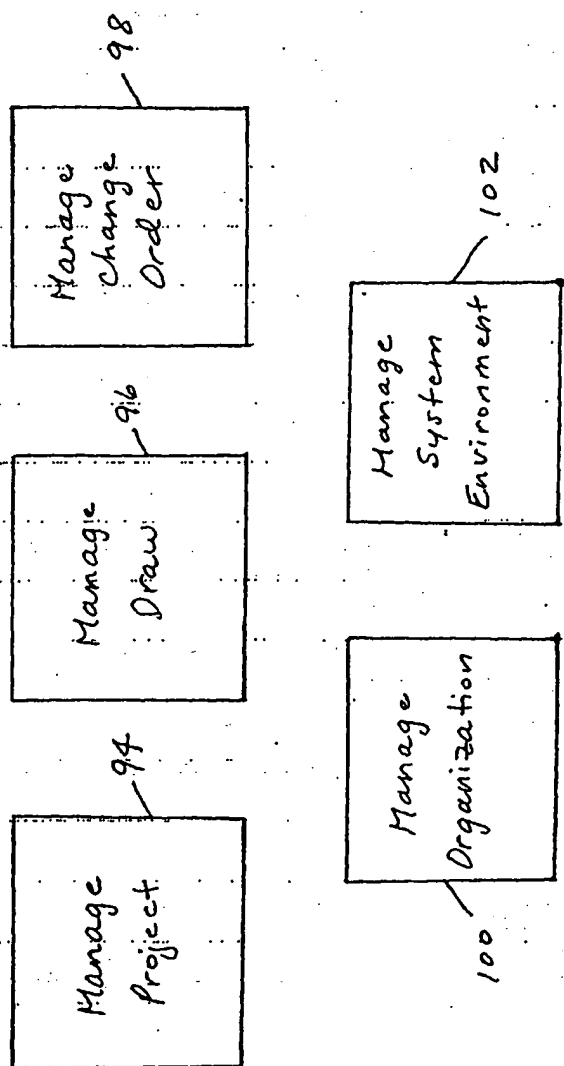 Manage
Project
94
Manage
Draw
96
Manage
Change
Order
98
Manage
Organization
100
Manage
System
Environment
102